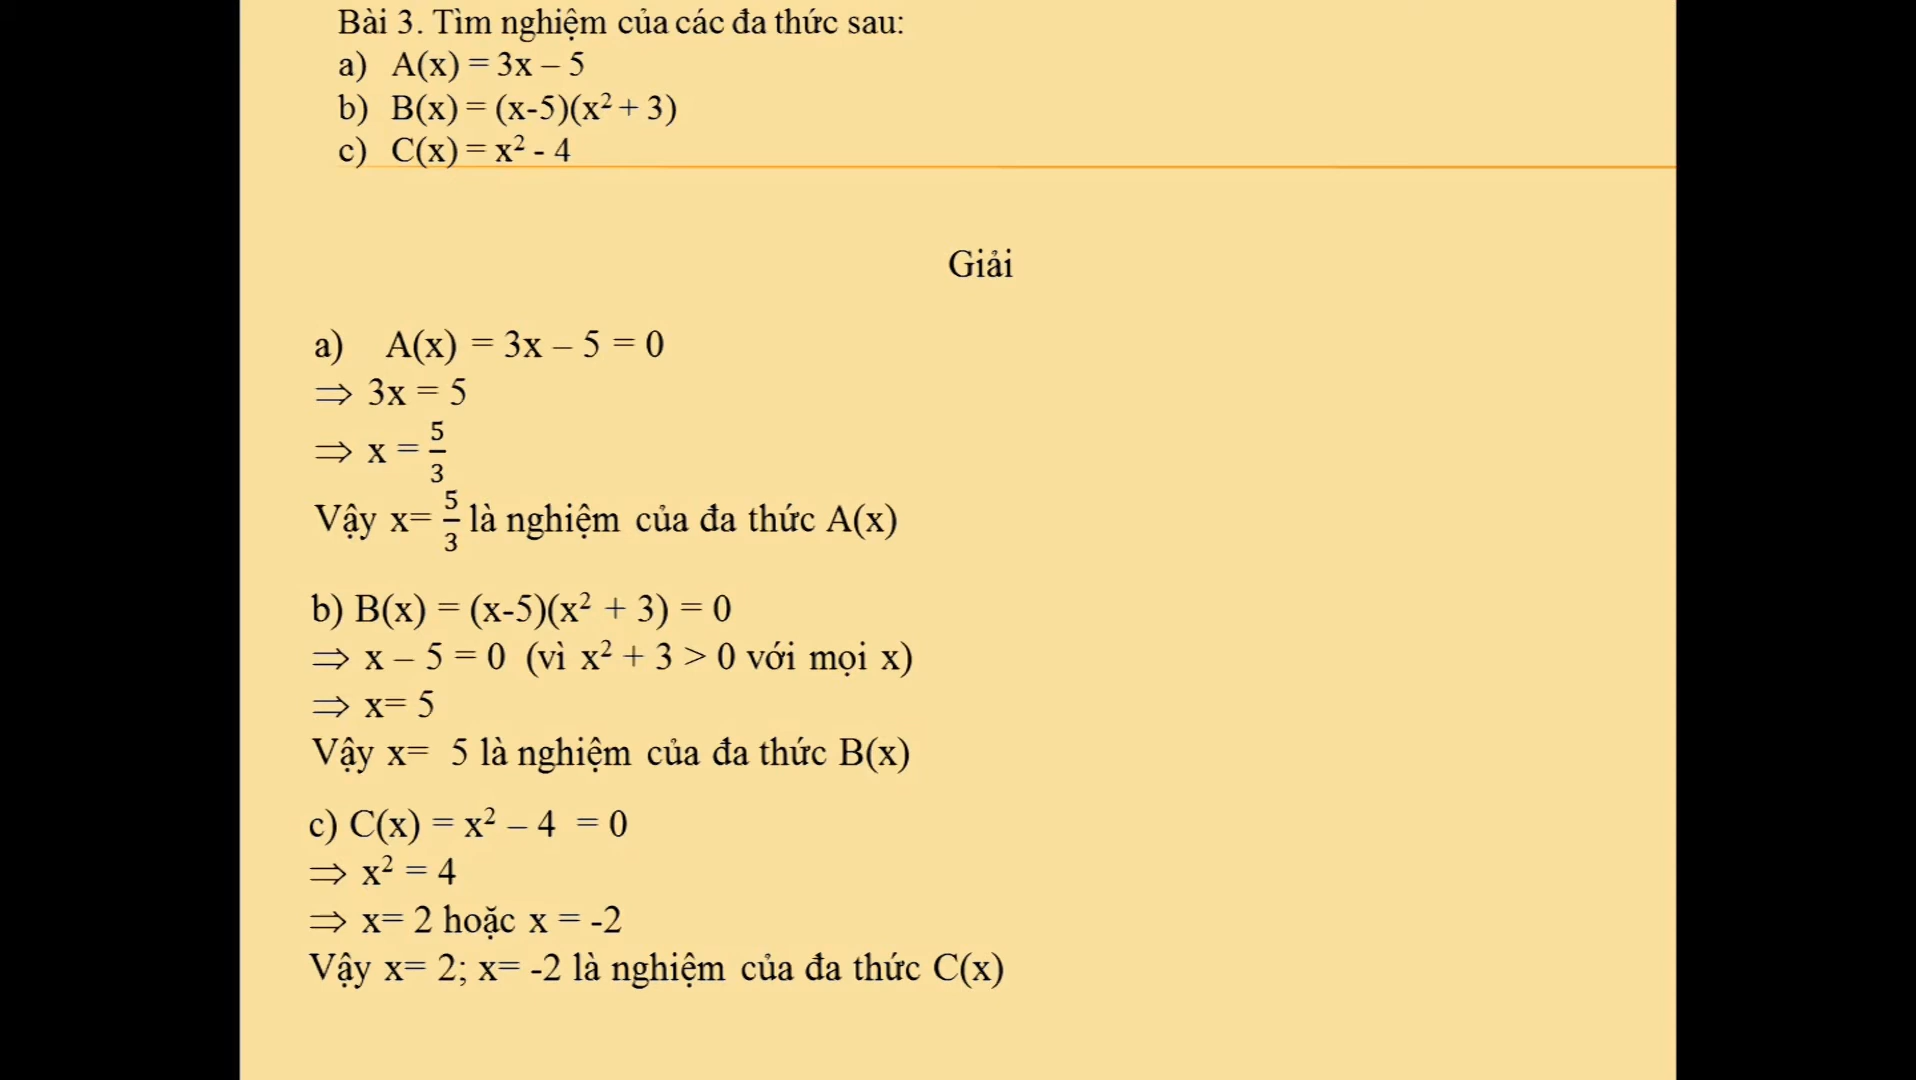 Bài 3. Tìm nghiệm của các đa thức sau:
a) A(x) = 3x – 5
b) B(x) = (x-5)(x² + 3)
c) C(x) = x² - 4
Giải
a) A(x) = 3x – 5 = 0
⇒ 3x = 5
⇒ x = 5/3
Vậy x= 5/3 là nghiệm của đa thức A(x)
b) B(x) = (x-5)(x² + 3) = 0
⇒ x – 5 = 0 (vì x² + 3 > 0 với mọi x)
⇒ x= 5
Vậy x= 5 là nghiệm của đa thức B(x)
c) C(x) = x² – 4 = 0
⇒ x² = 4
⇒ x= 2 hoặc x = -2
Vậy x= 2; x= -2 là nghiệm của đa thức C(x)